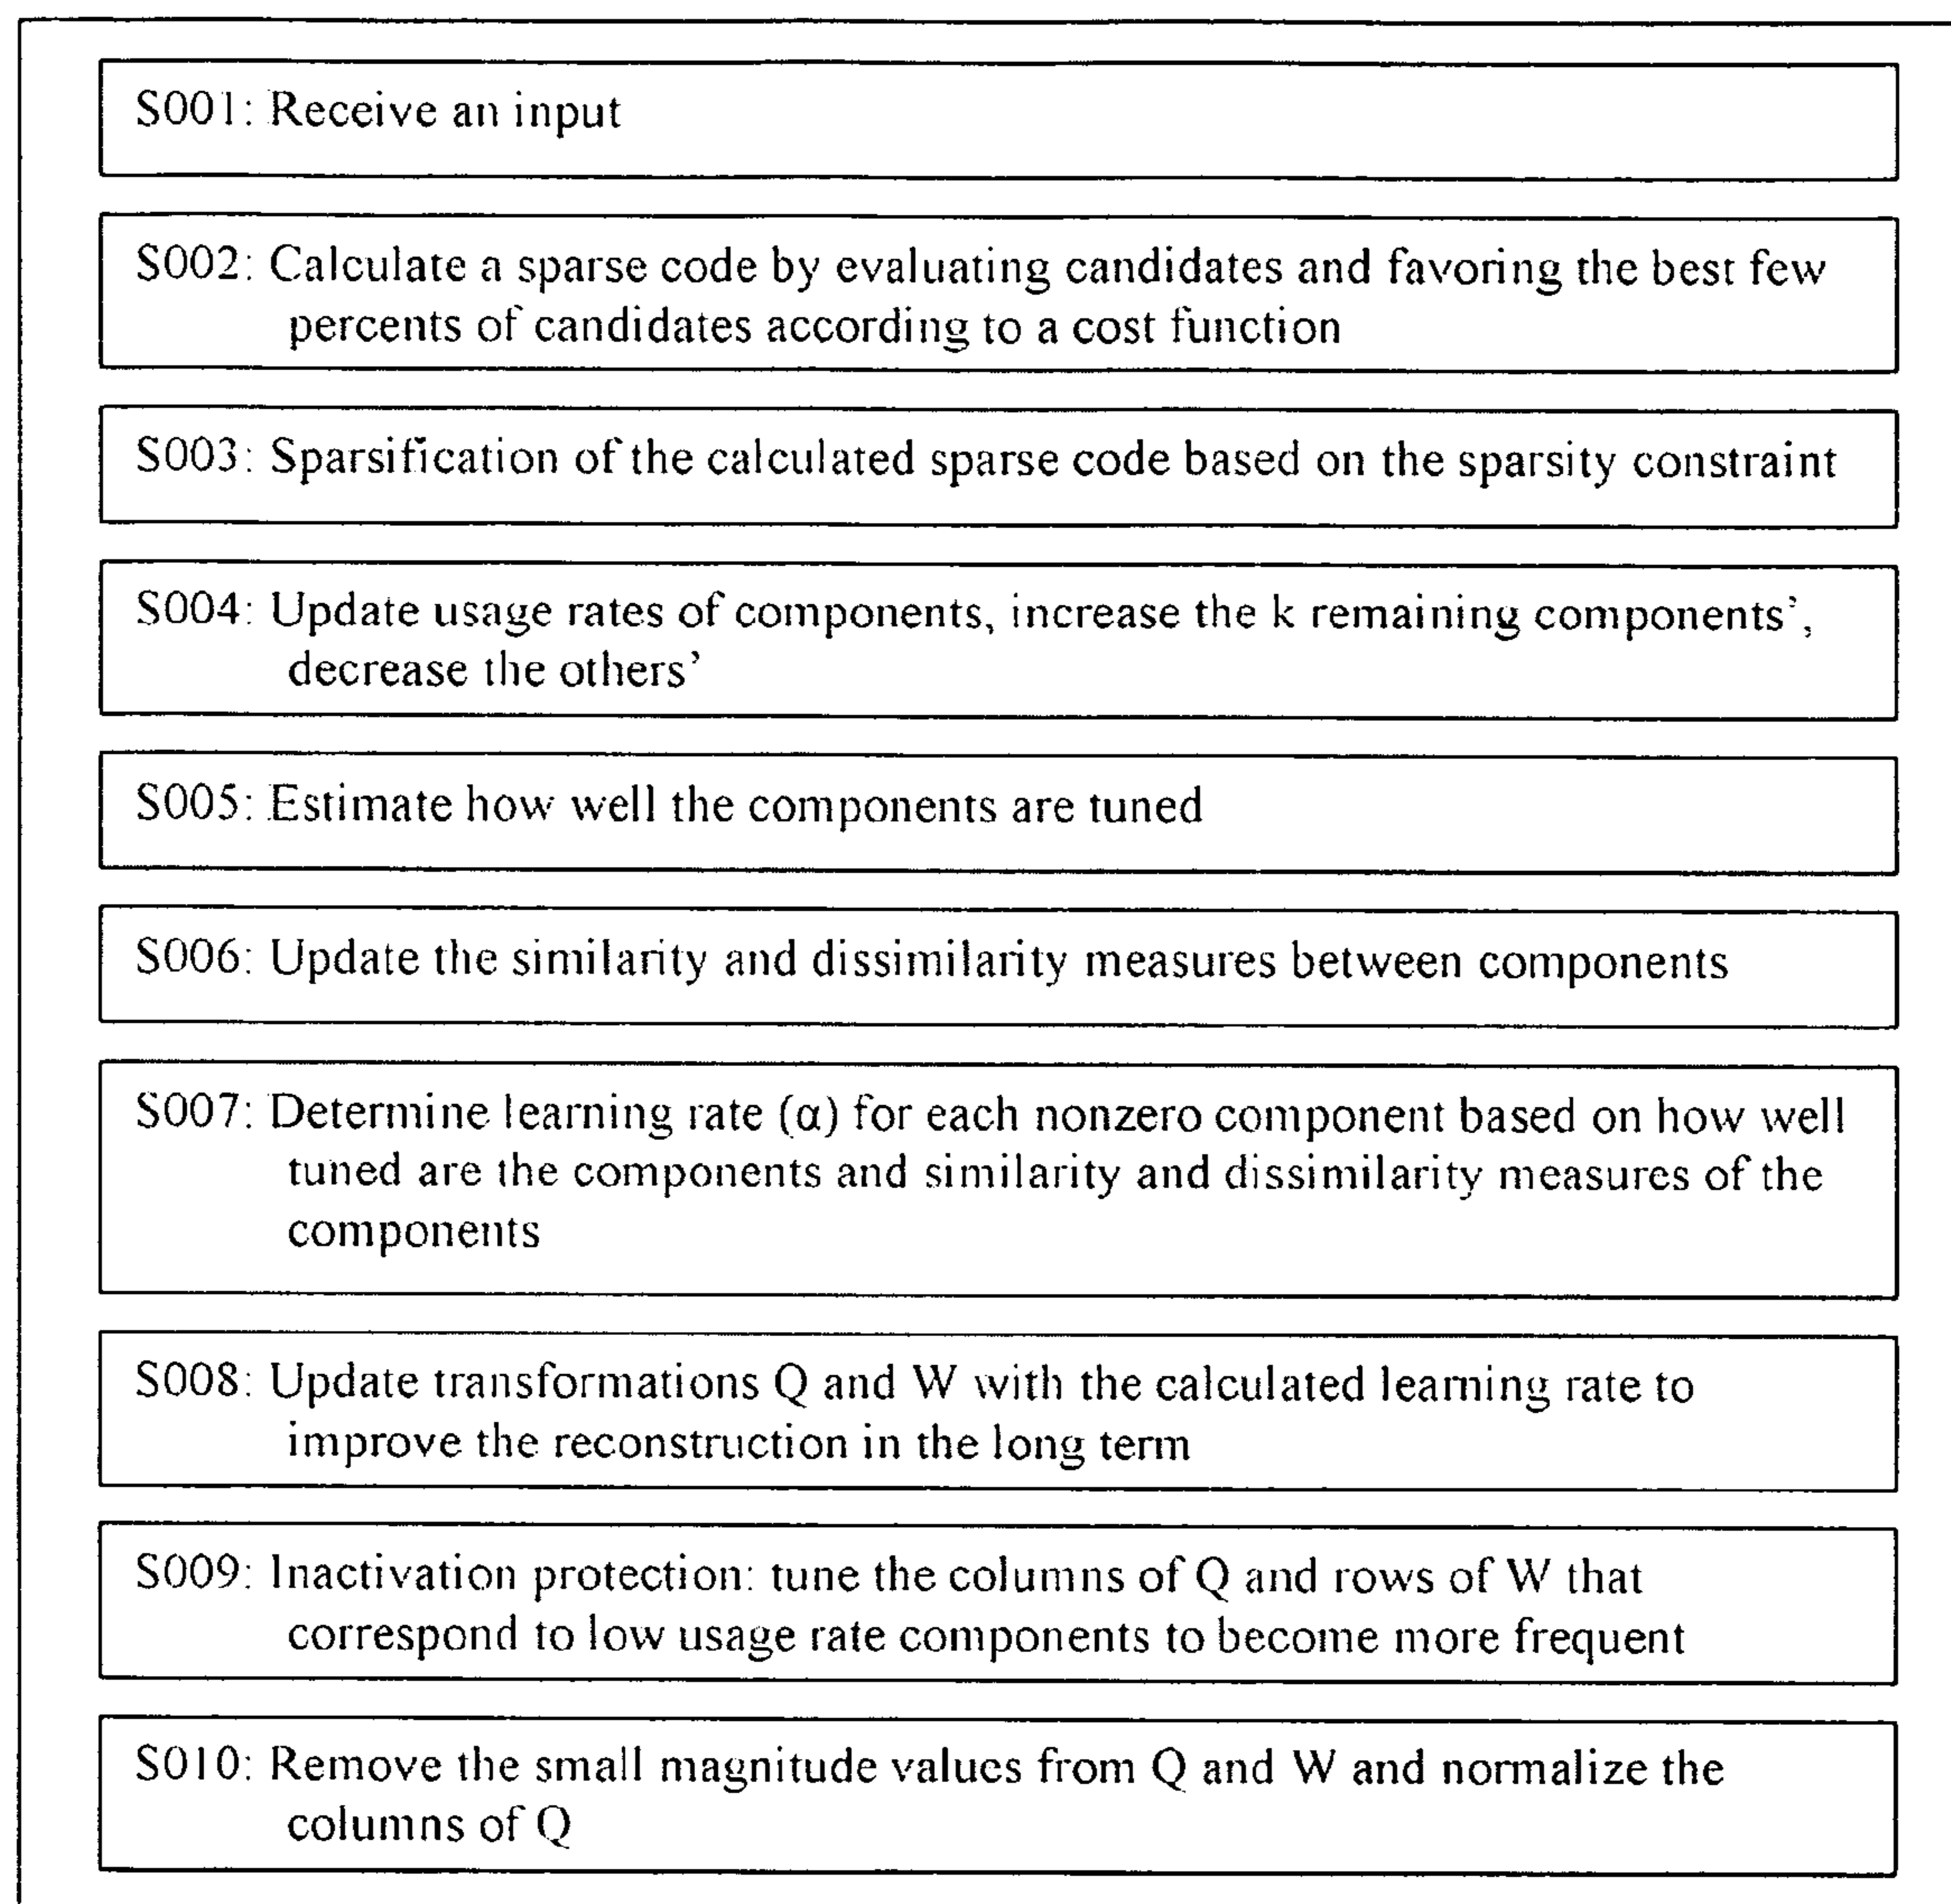 S001: Receive an input
S002: Calculate a sparse code by evaluating candidates and favoring the best few
percents of candidates according to a cost function
S003: Sparsification of the calculated sparse code based on the sparsity constraint
S004: Update usage rates of components, increase the k remaining components’,
decrease the others’
S005: Estimate how well the components are tuned
S006: Update the similarity and dissimilarity measures between components
S007: Determine learning rate (α) for each nonzero component based on how well
tuned are the components and similarity and dissimilarity measures of the
components
S008: Update transformations Q and W with the calculated learning rate to
improve the reconstruction in the long term
S009: Inactivation protection: tune the columns of Q and rows of W that
correspond to low usage rate components to become more frequent
S010: Remove the small magnitude values from Q and W and normalize the
columns of Q